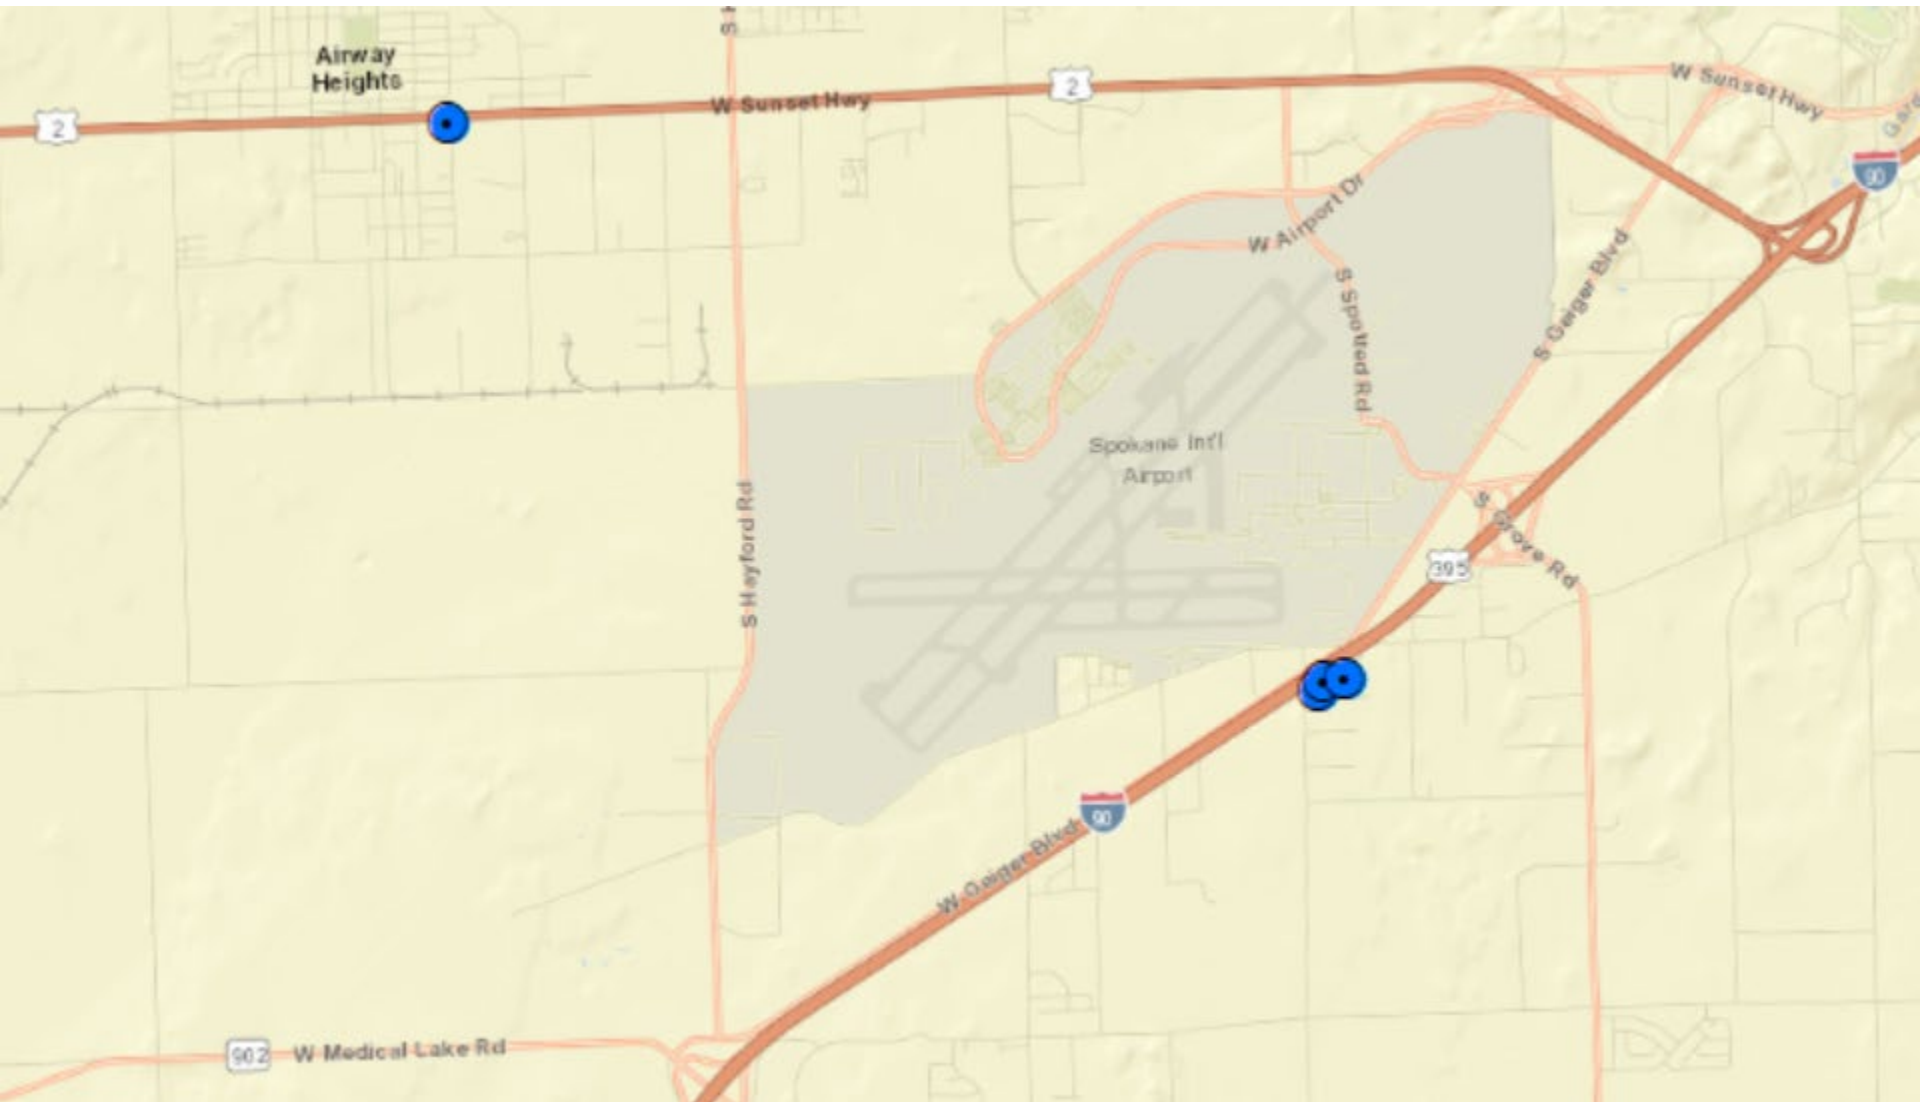 S H
Airway
Heights
2
W Sunset Hwy
2
W Sunset Hwy
Gard
90
W Airport Dr
S Spotted Rd
S Geiger Blvd
Spokane Int'l
Airport
S Hayford Rd
S Grove Rd
395
90
W Geiger Blvd
902
W Medical Lake Rd